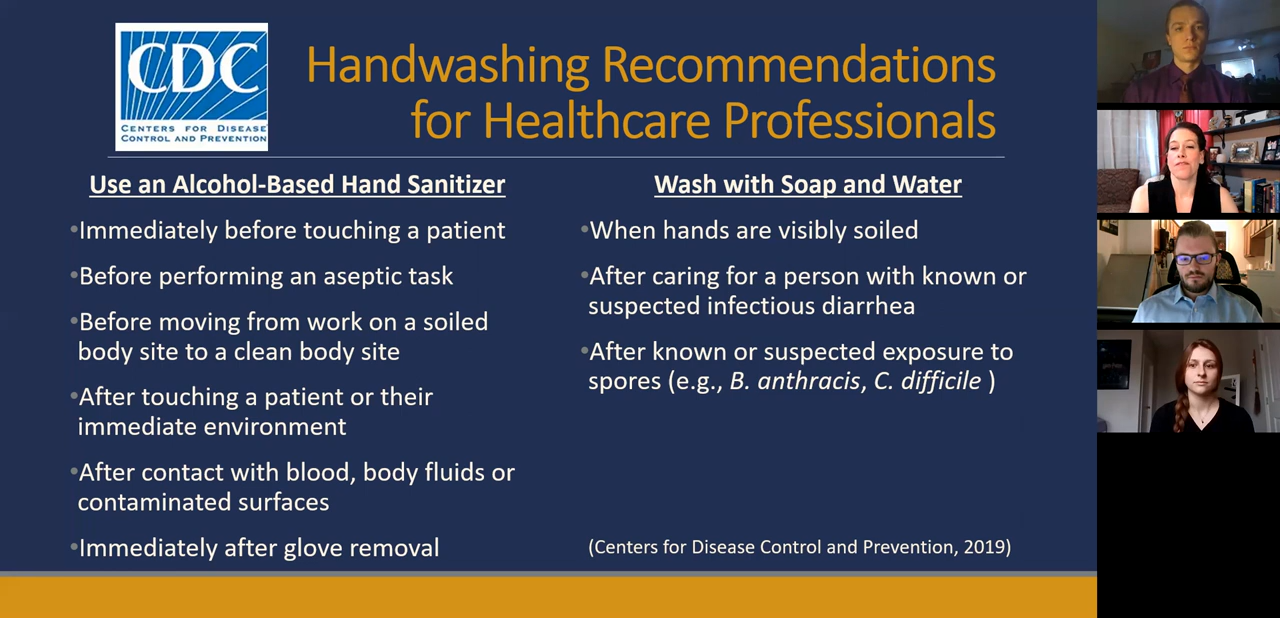 CDC
CENTERS FOR DISEASE
CONTROL AND PREVENTION
Handwashing Recommendations
for Healthcare Professionals
Use an Alcohol-Based Hand Sanitizer
•Immediately before touching a patient
•Before performing an aseptic task
•Before moving from work on a soiled
body site to a clean body site
•After touching a patient or their
immediate environment
•After contact with blood, body fluids or
contaminated surfaces
•Immediately after glove removal
Wash with Soap and Water
•When hands are visibly soiled
•After caring for a person with known or
suspected infectious diarrhea
•After known or suspected exposure to
spores (e.g., B. anthracis, C. difficile )
(Centers for Disease Control and Prevention, 2019)